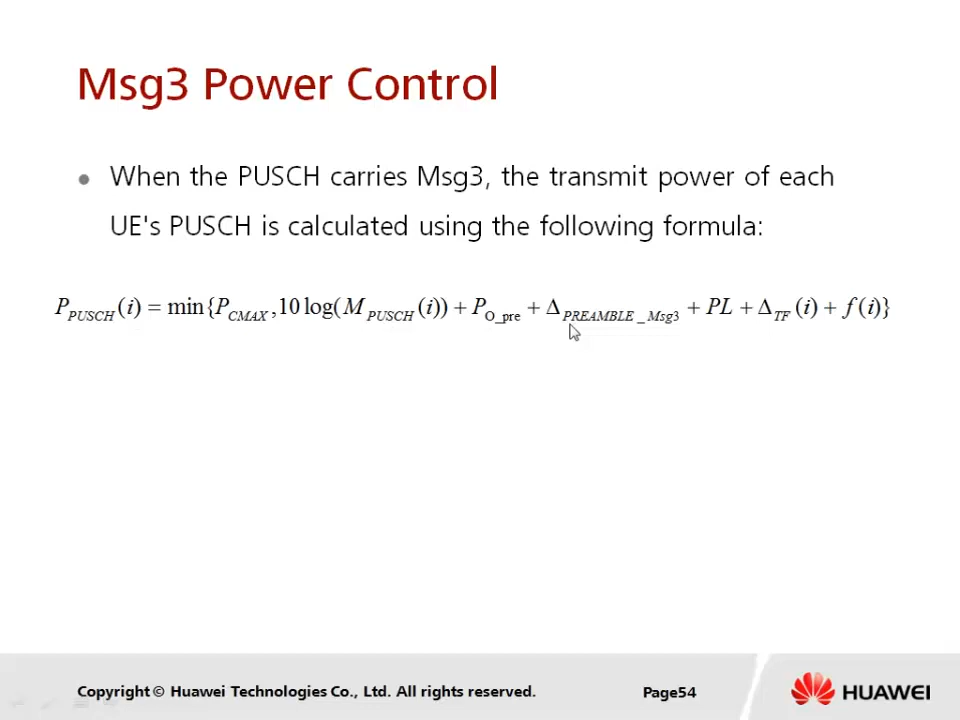 Msg3 Power Control
When the PUSCH carries Msg3, the transmit power of each
UE's PUSCH is calculated using the following formula:
P_PUSCH (i) = min{P_CMAX ,10 log( M_PUSCH (i)) + P_O_pre + Δ_PREAMBLE_Msg3 + PL + Δ_TF (i) + f (i)}
Copyright © Huawei Technologies Co., Ltd. All rights reserved.
Page54
HUAWEI